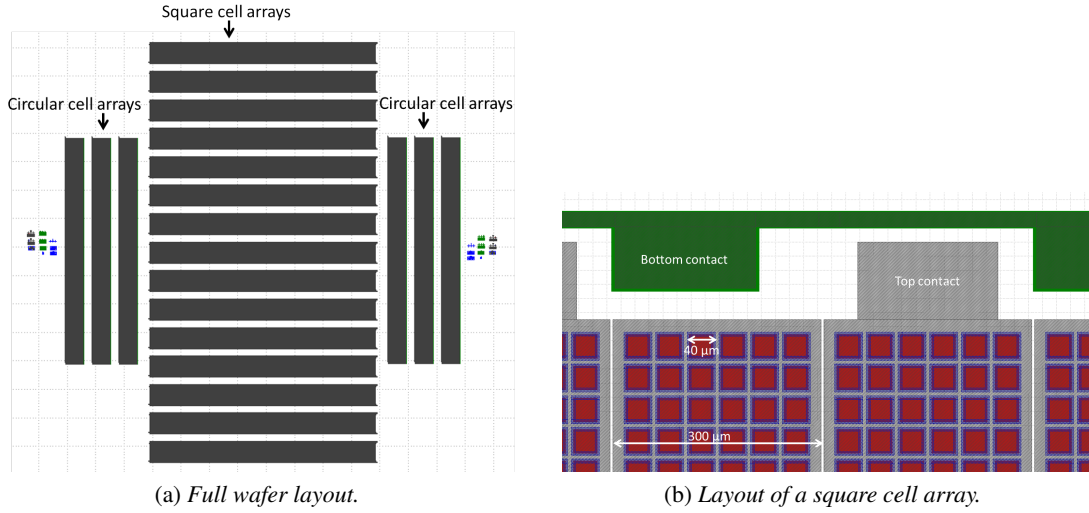 Square cell arrays
Circular cell arrays
Circular cell arrays
Bottom contact
Top contact
40 μm
300 μm
(a) Full wafer layout.
(b) Layout of a square cell array.